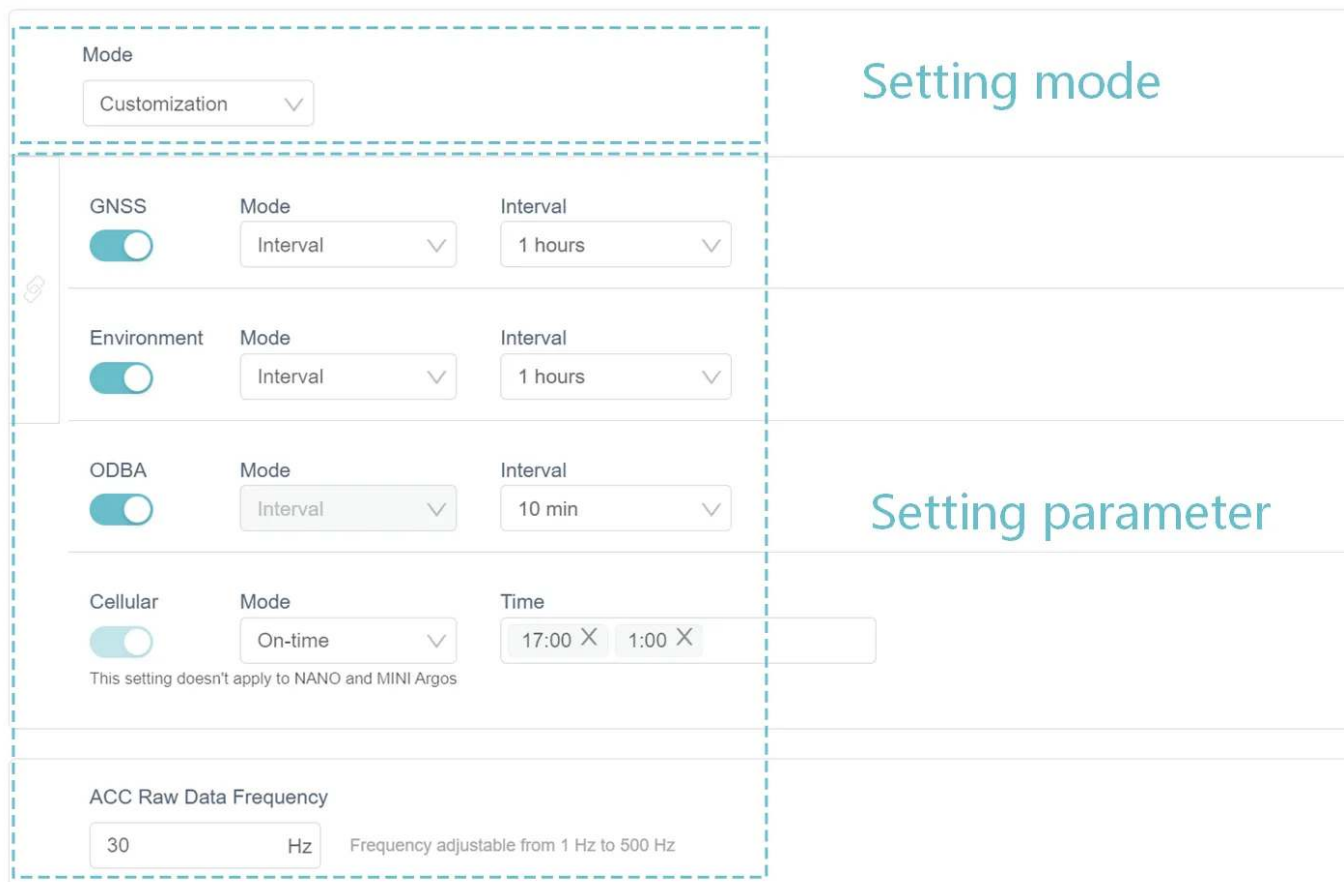 Mode
Customization
Setting mode
GNSS Mode Interval
Interval 1 hours
Environment Mode Interval
Interval 1 hours
ODBA Mode Interval
Interval 10 min
Setting parameter
Cellular Mode Time
On-time 17:00 X 1:00 X
This setting doesn't apply to NANO and MINI Argos
ACC Raw Data Frequency
30 Hz Frequency adjustable from 1 Hz to 500 Hz